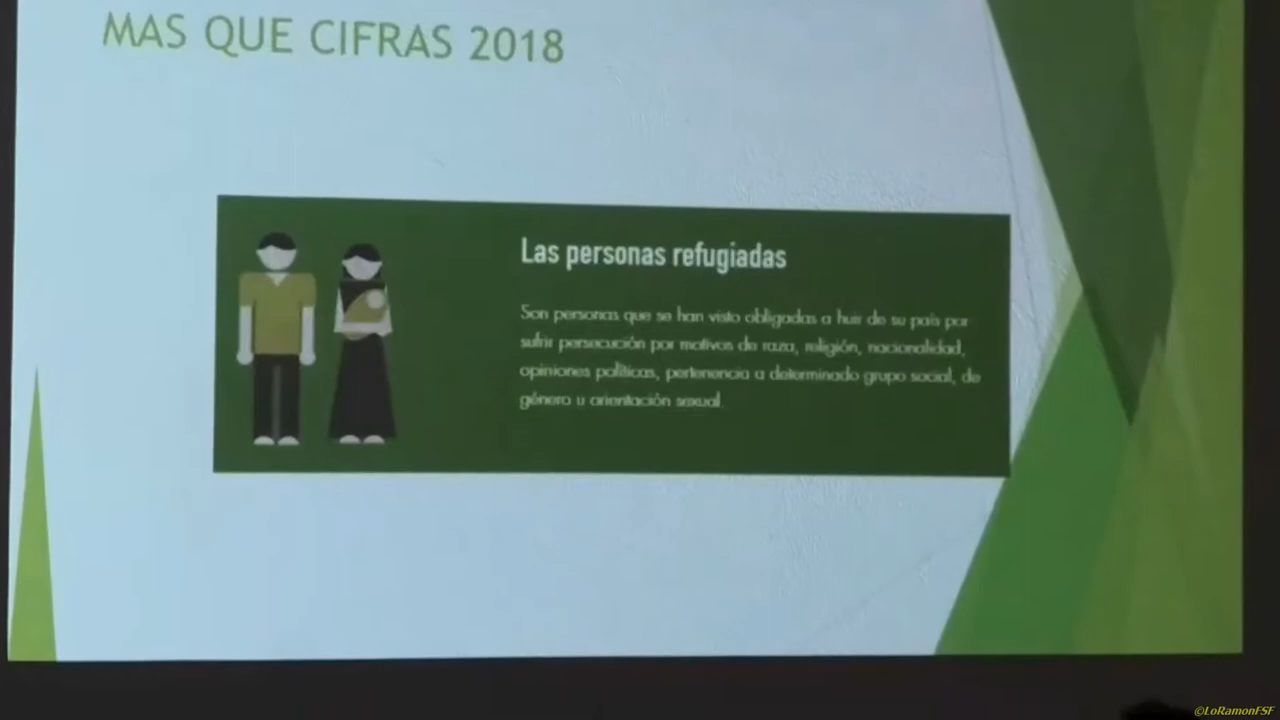 MAS QUE CIFRAS 2018
Las personas refugiadas
Son personas que se han visto obligadas a huir de su país por
sufrir persecución por motivos de raza, religión, nacionalidad,
opiniones políticas, pertenencia a determinado grupo social, de
género u orientación sexual.
©LoRamonFSF